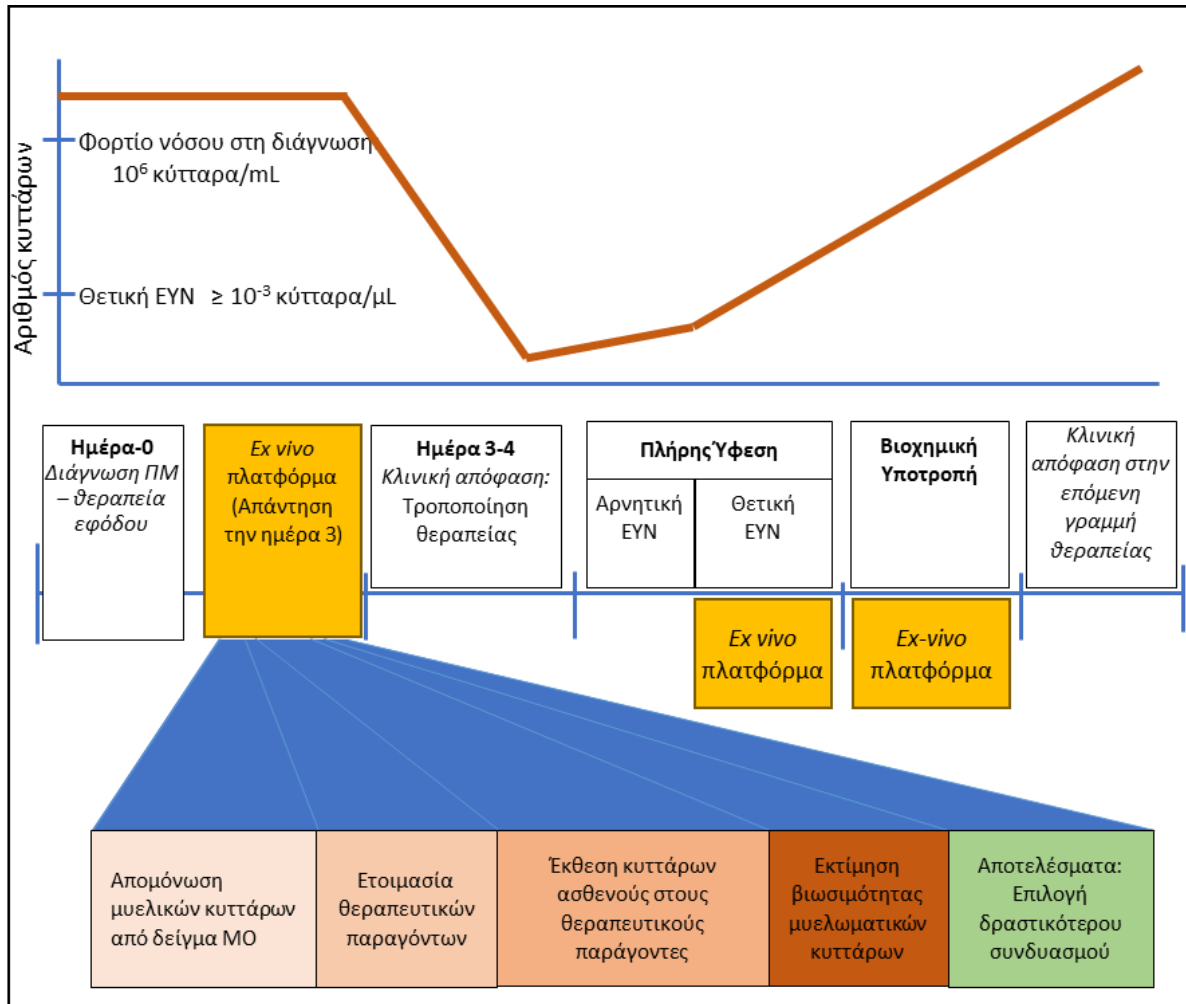 Αριθμός κυττάρων
Φορτίο νόσου στη διάγνωση
10⁶ κύτταρα/mL
Θετική ΕΥΝ ≥ 10⁻³ κύτταρα/μL
Ημέρα-0
Διάγνωση ΠΜ
– θεραπεία
εφόδου
Ex vivo
πλατφόρμα
(Απάντηση
την ημέρα 3)
Ημέρα 3-4
Κλινική απόφαση:
Τροποποίηση
θεραπείας
Πλήρης Ύφεση
Αρνητική
ΕΥΝ
Θετική
ΕΥΝ
Βιοχημική
Υποτροπή
Κλινική
απόφαση στην
επόμενη
γραμμή
θεραπείας
Ex vivo
πλατφόρμα
Ex-vivo
πλατφόρμα
Απομόνωση
μυελικών κυττάρων
από δείγμα ΜΟ
Ετοιμασία
θεραπευτικών
παραγόντων
Έκθεση κυττάρων
ασθενούς στους
θεραπευτικούς
παράγοντες
Εκτίμηση
βιωσιμότητας
μυελωματικών
κυττάρων
Αποτελέσματα:
Επιλογή
δραστικότερου
συνδυασμού